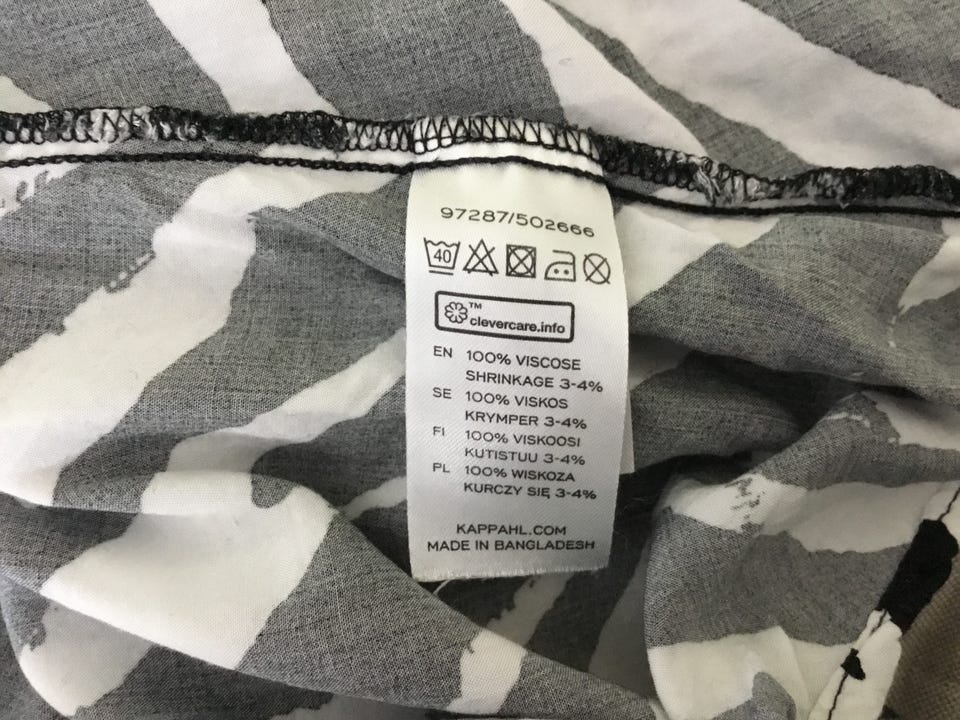 97287/502666
40
™
clevercare.info
EN 100% VISCOSE
SHRINKAGE 3-4%
SE 100% VISKOS
KRYMPER 3-4%
FI 100% VISKOOSI
KUTISTUU 3-4%
PL 100% WISKOZA
KURCZY SIĘ 3-4%
KAPPAHL.COM
MADE IN BANGLADESH